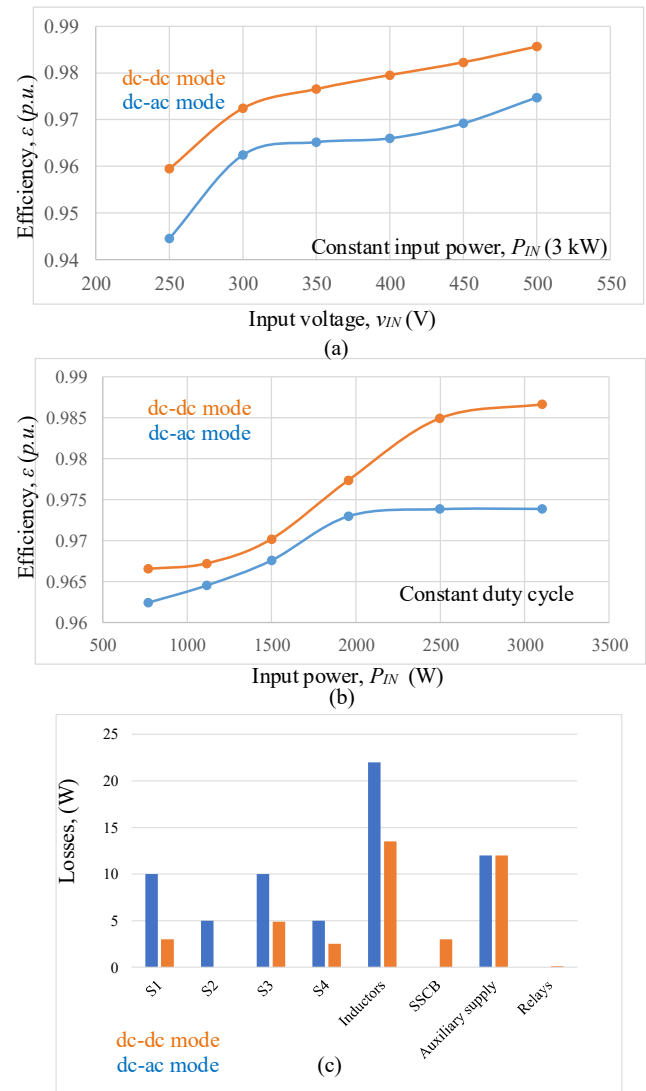 0.99
0.98
0.97
0.96
0.95
0.94
Efficiency, ε (p.u.)
dc-dc mode
dc-ac mode
Constant input power, PIN (3 kW)
200 250 300 350 400 450 500 550
Input voltage, vIN (V)
(a)
0.99
0.985
0.98
0.975
0.97
0.965
0.96
Efficiency, ε (p.u.)
dc-dc mode
dc-ac mode
Constant duty cycle
500 1000 1500 2000 2500 3000 3500
Input power, PIN (W)
(b)
25
20
15
10
5
0
Losses, (W)
S1 S2 S3 S4 Inductors SSCB Auxiliary supply Relays
dc-dc mode
dc-ac mode
(c)